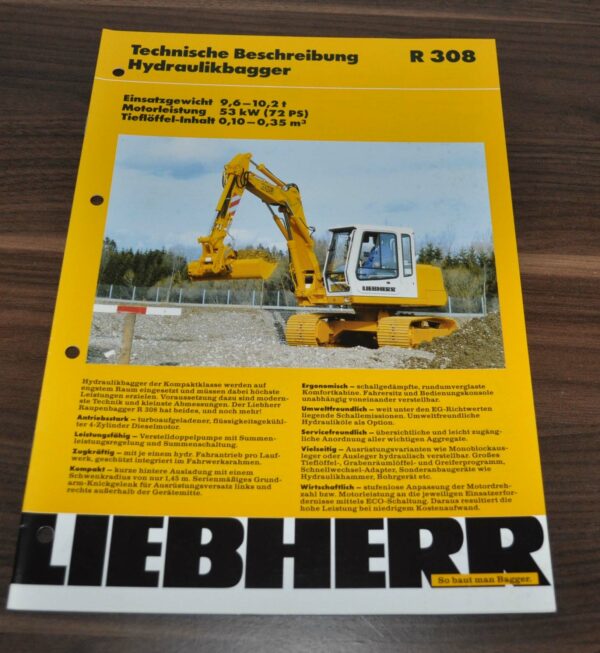 Technische Beschreibung
Hydraulikbagger
R 308
Einsatzgewicht 9,6–10,2 t
Motorleistung 53 kW (72 PS)
Tieflöffel-Inhalt 0,10–0,35 m³
LIEBHERR
Hydraulikbagger der Kompaktklasse werden auf
engstem Raum eingesetzt und müssen dabei höchste
Leistungen erzielen. Voraussetzung dazu sind modern-
ste Technik und kleinste Abmessungen. Der Liebherr
Raupenbagger R 308 hat beides, und noch mehr!
Antriebsstark – turboaufgeladener, flüssigkeitsgekühl-
ter 4-Zylinder Dieselmotor.
Leistungsfähig – Verstelldoppelpumpe mit Summen-
leistungsregelung und Summenschaltung.
Zugkräftig – mit je einem hydr. Fahrantrieb pro Lauf-
werk, geschützt integriert im Fahrwerksrahmen.
Kompakt – kurze hintere Ausladung mit einem
Schwenkradius von nur 1,45 m. Serienmäßiges Grund-
arm-Knickgelenk für Ausrüstungsversatz links und
rechts außerhalb der Gerätemitte.
Ergonomisch – schallgedämpfte, rundumverglaste
Komfortkabine. Fahrersitz und Bedienungskonsole
unabhängig voneinander verstellbar.
Umweltfreundlich – weit unter den EG-Richtwerten
liegende Schallemissionen. Umweltfreundliche
Hydrauliköle als Option.
Servicefreundlich – übersichtliche und leicht zugäng-
liche Anordnung aller wichtigen Aggregate.
Vielseitig – Ausrüstungsvarianten wie Monoblockaus-
leger oder Ausleger hydraulisch verstellbar. Großes
Tieflöffel-, Grabenräumlöffel- und Greiferprogramm,
Schnellwechsel-Adapter, Sonderanbaugeräte wie
Hydraulikhammer, Bohrgerät etc.
Wirtschaftlich – stufenlose Anpassung der Motordreh-
zahl bzw. Motorleistung an die jeweiligen Einsatzerfor-
dernisse mittels ECO-Schaltung. Daraus resultiert die
hohe Leistung bei niedrigem Kostenaufwand.
LIEBHERR
So baut man Bagger.